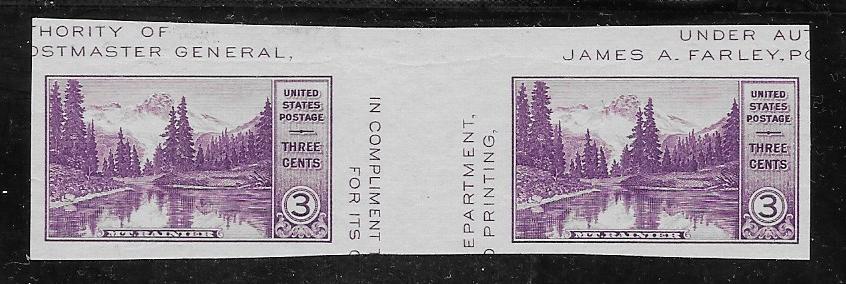 THORITY OF
OSTMASTER GENERAL,
UNDER AUT
JAMES A. FARLEY, PO
UNITED
STATES
POSTAGE
THREE
CENTS
3
MT. RAINIER
IN COMPLIMENT
FOR ITS
EPARTMENT,
PRINTING,
UNITED
STATES
POSTAGE
THREE
CENTS
3
MT. RAINIER